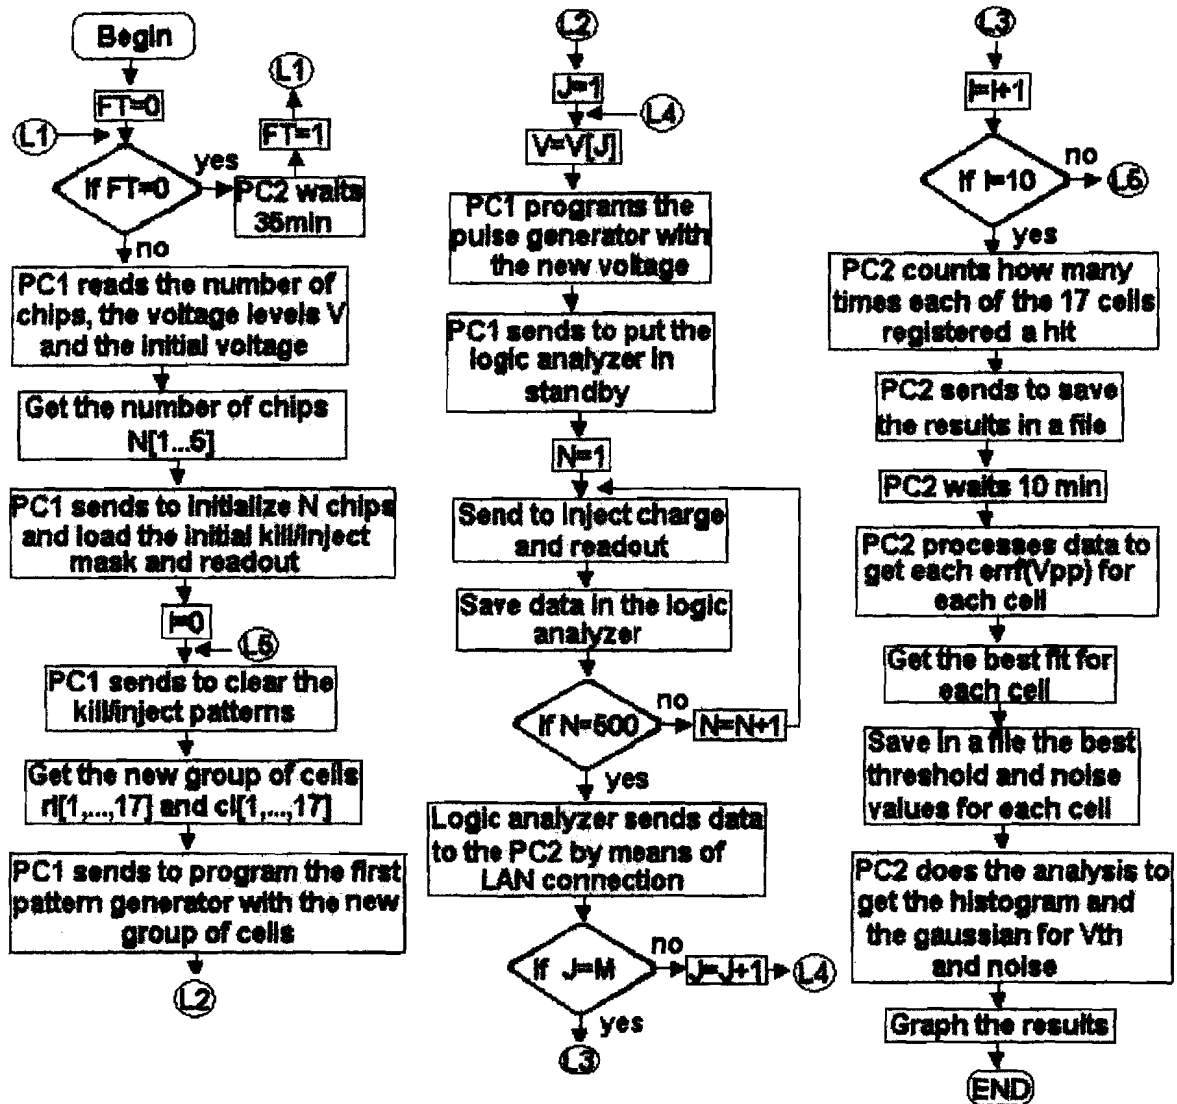 Begin
FT=0
L1
If FT=0
yes
PC2 waits
35min
FT=1
L1
no
PC1 reads the number of
chips, the voltage levels V
and the initial voltage
Get the number of chips
N[1...5]
PC1 sends to initialize N chips
and load the initial kill/inject
mask and readout
I=0
L5
PC1 sends to clear the
kill/inject patterns
Get the new group of cells
ri[1,...,17] and ci[1,...,17]
PC1 sends to program the first
pattern generator with the new
group of cells
L2
L2
J=1
L4
V=V[J]
PC1 programs the
pulse generator with
the new voltage
PC1 sends to put the
logic analyzer in
standby
N=1
Send to inject charge
and readout
Save data in the logic
analyzer
If N=500
no
N=N+1
yes
Logic analyzer sends data
to the PC2 by means of
LAN connection
If J=M
no
J=J+1
L4
yes
L3
L3
I=I+1
If I=10
no
L5
yes
PC2 counts how many
times each of the 17 cells
registered a hit
PC2 sends to save
the results in a file
PC2 waits 10 min
PC2 processes data to
get each errf(Vpp) for
each cell
Get the best fit for
each cell
Save in a file the best
threshold and noise
values for each cell
PC2 does the analysis to
get the histogram and
the gaussian for Vth
and noise
Graph the results
END